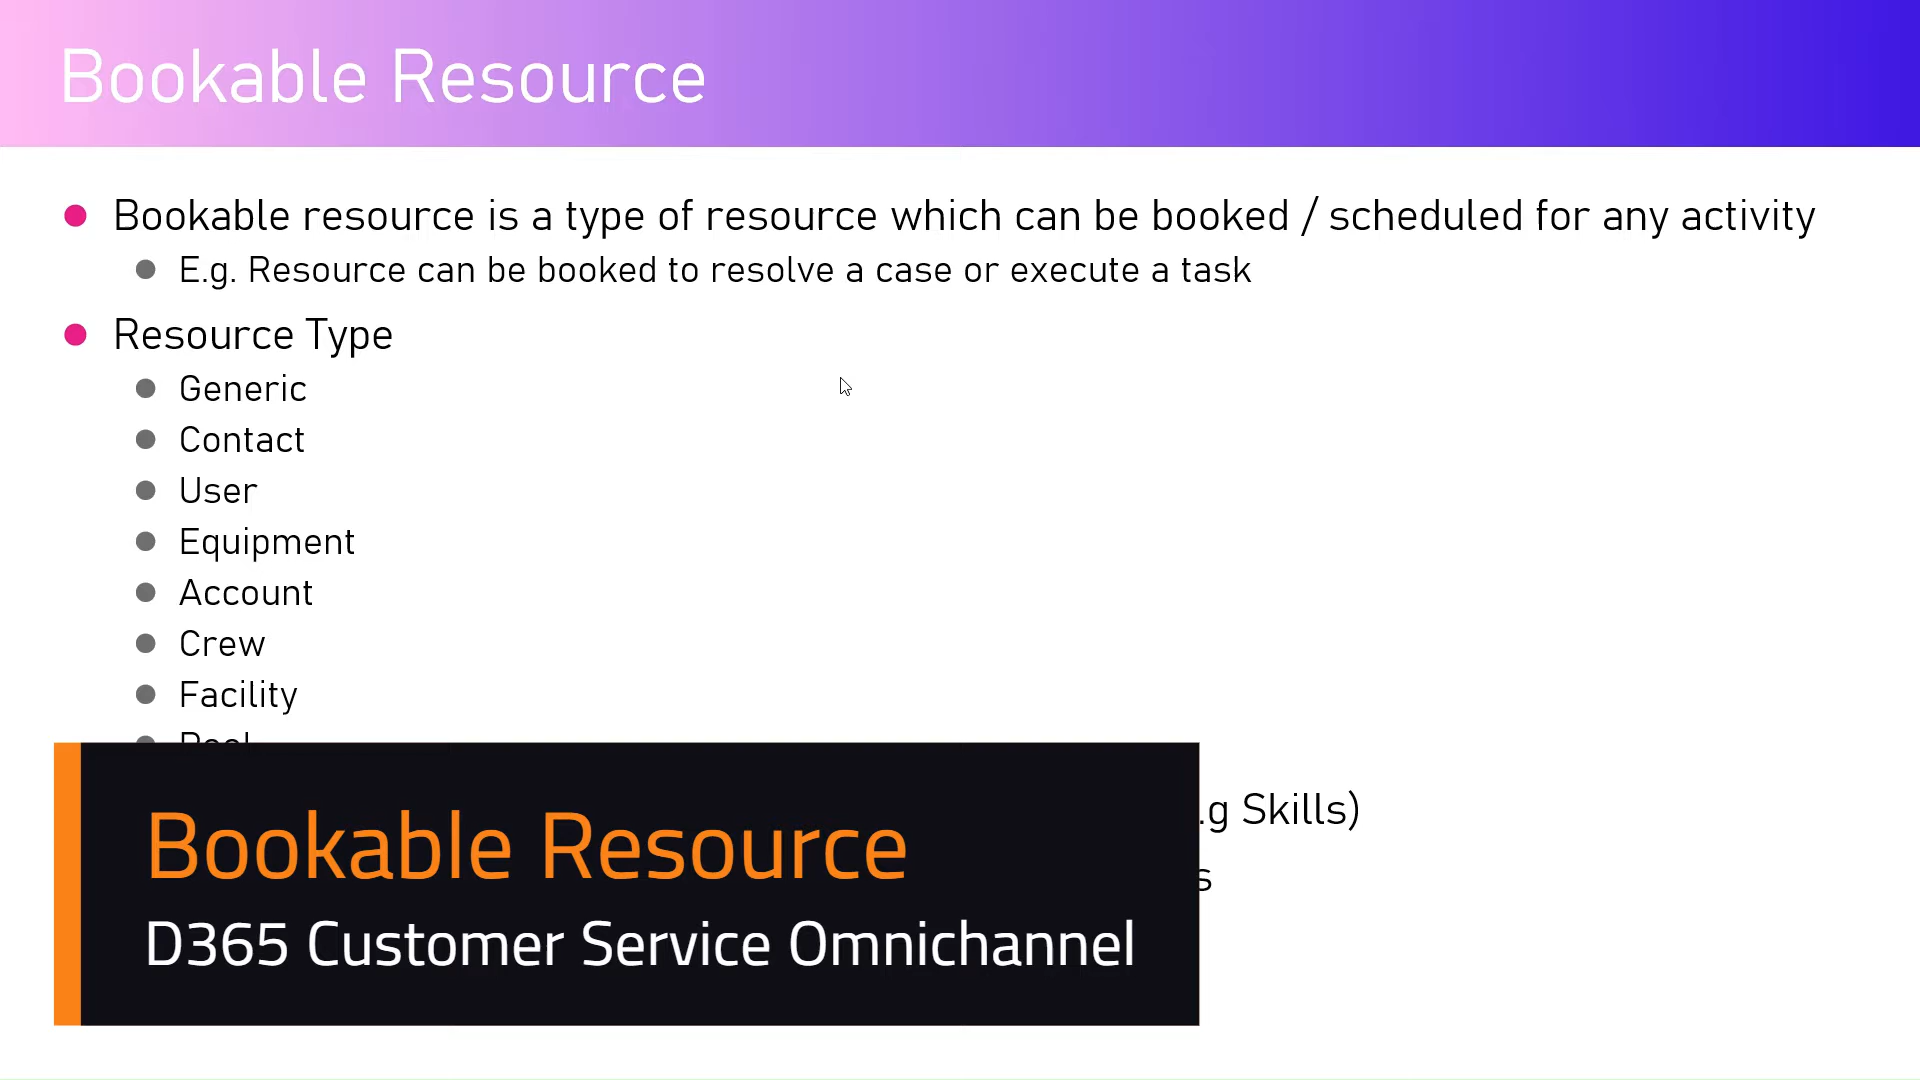 Bookable Resource
Bookable resource is a type of resource which can be booked / scheduled for any activity
E.g. Resource can be booked to resolve a case or execute a task
Resource Type
Generic
Contact
User
Equipment
Account
Crew
Facility
Pool
.g Skills)
s
Bookable Resource
D365 Customer Service Omnichannel